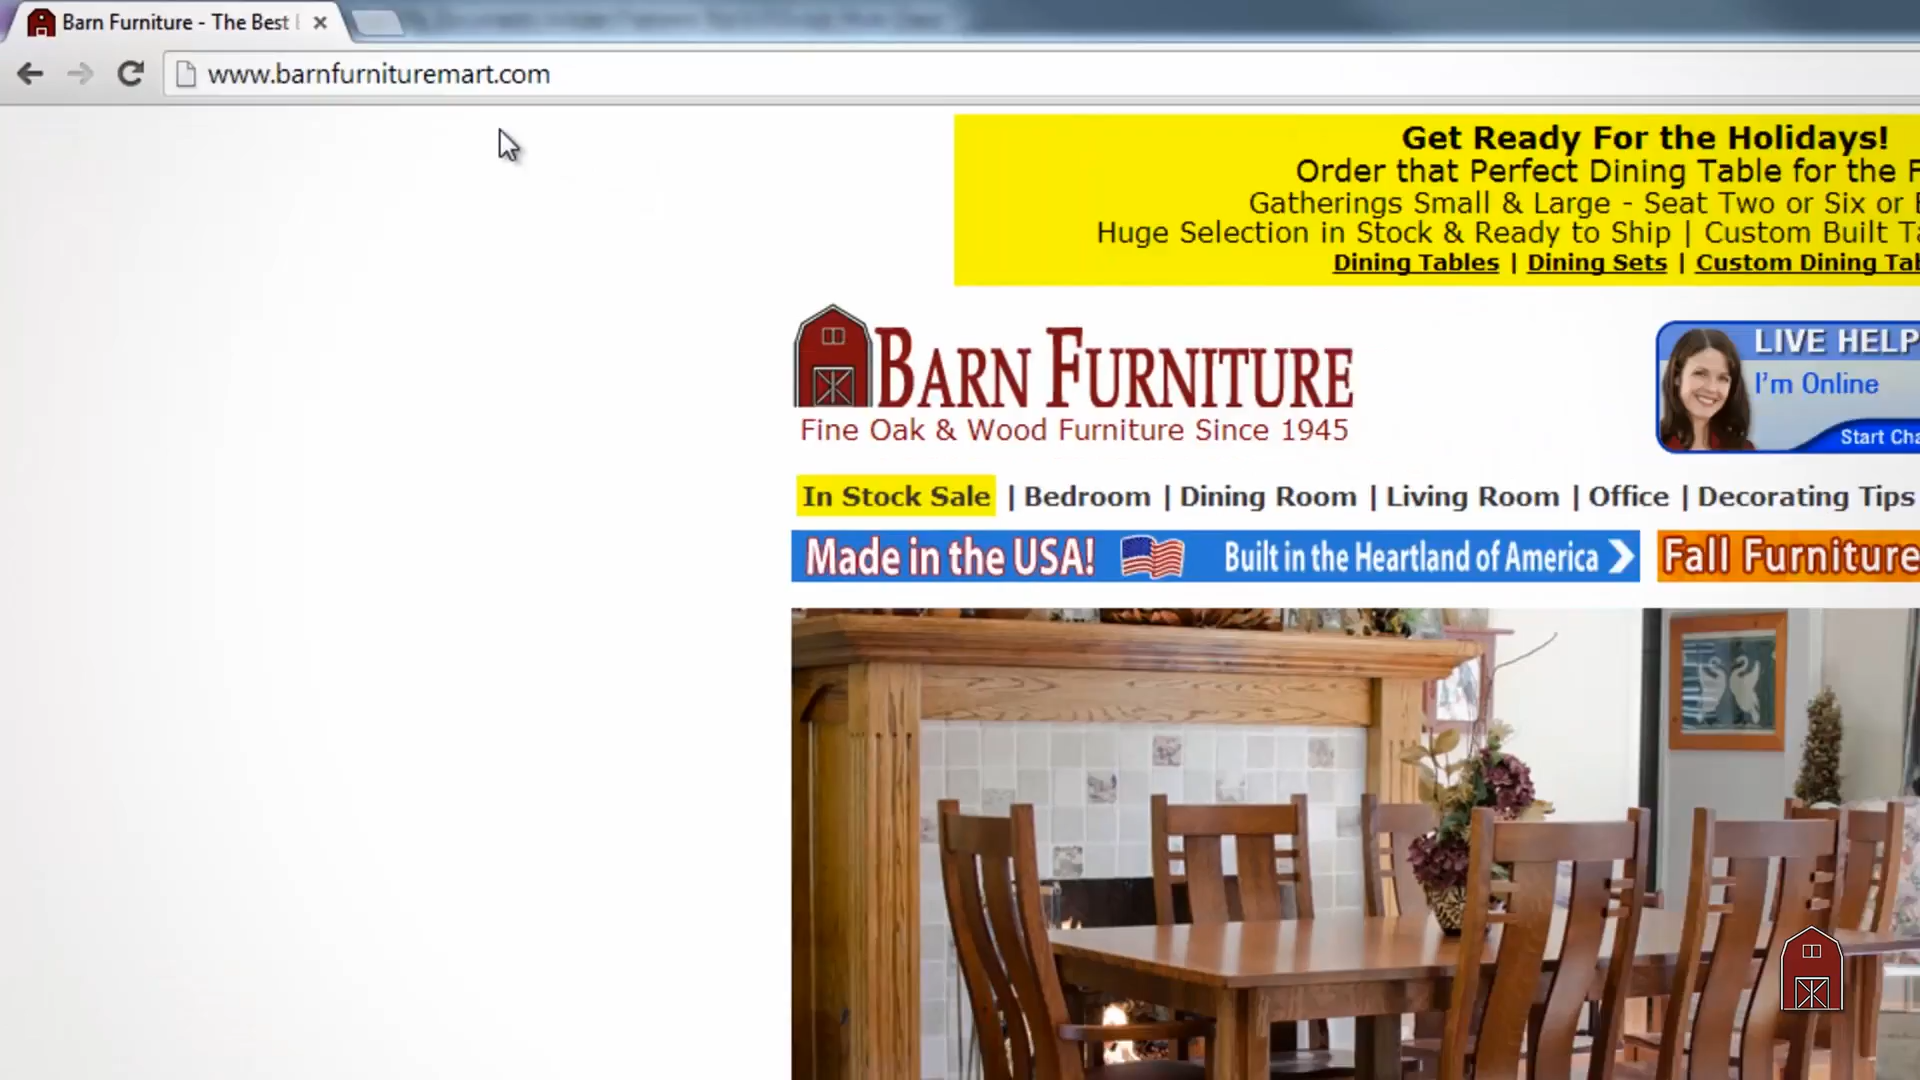 Barn Furniture - The Best
www.barnfurnituremart.com
Get Ready For the Holidays!
Order that Perfect Dining Table for the
Gatherings Small & Large - Seat Two or Six or
Huge Selection in Stock & Ready to Ship | Custom Built
Dining Tables | Dining Sets | Custom Dining
BARN FURNITURE
Fine Oak & Wood Furniture Since 1945
LIVE HELP
I'm Online
Start
In Stock Sale | Bedroom | Dining Room | Living Room | Office | Decorating Tips
Made in the USA! Built in the Heartland of America
Fall Furniture